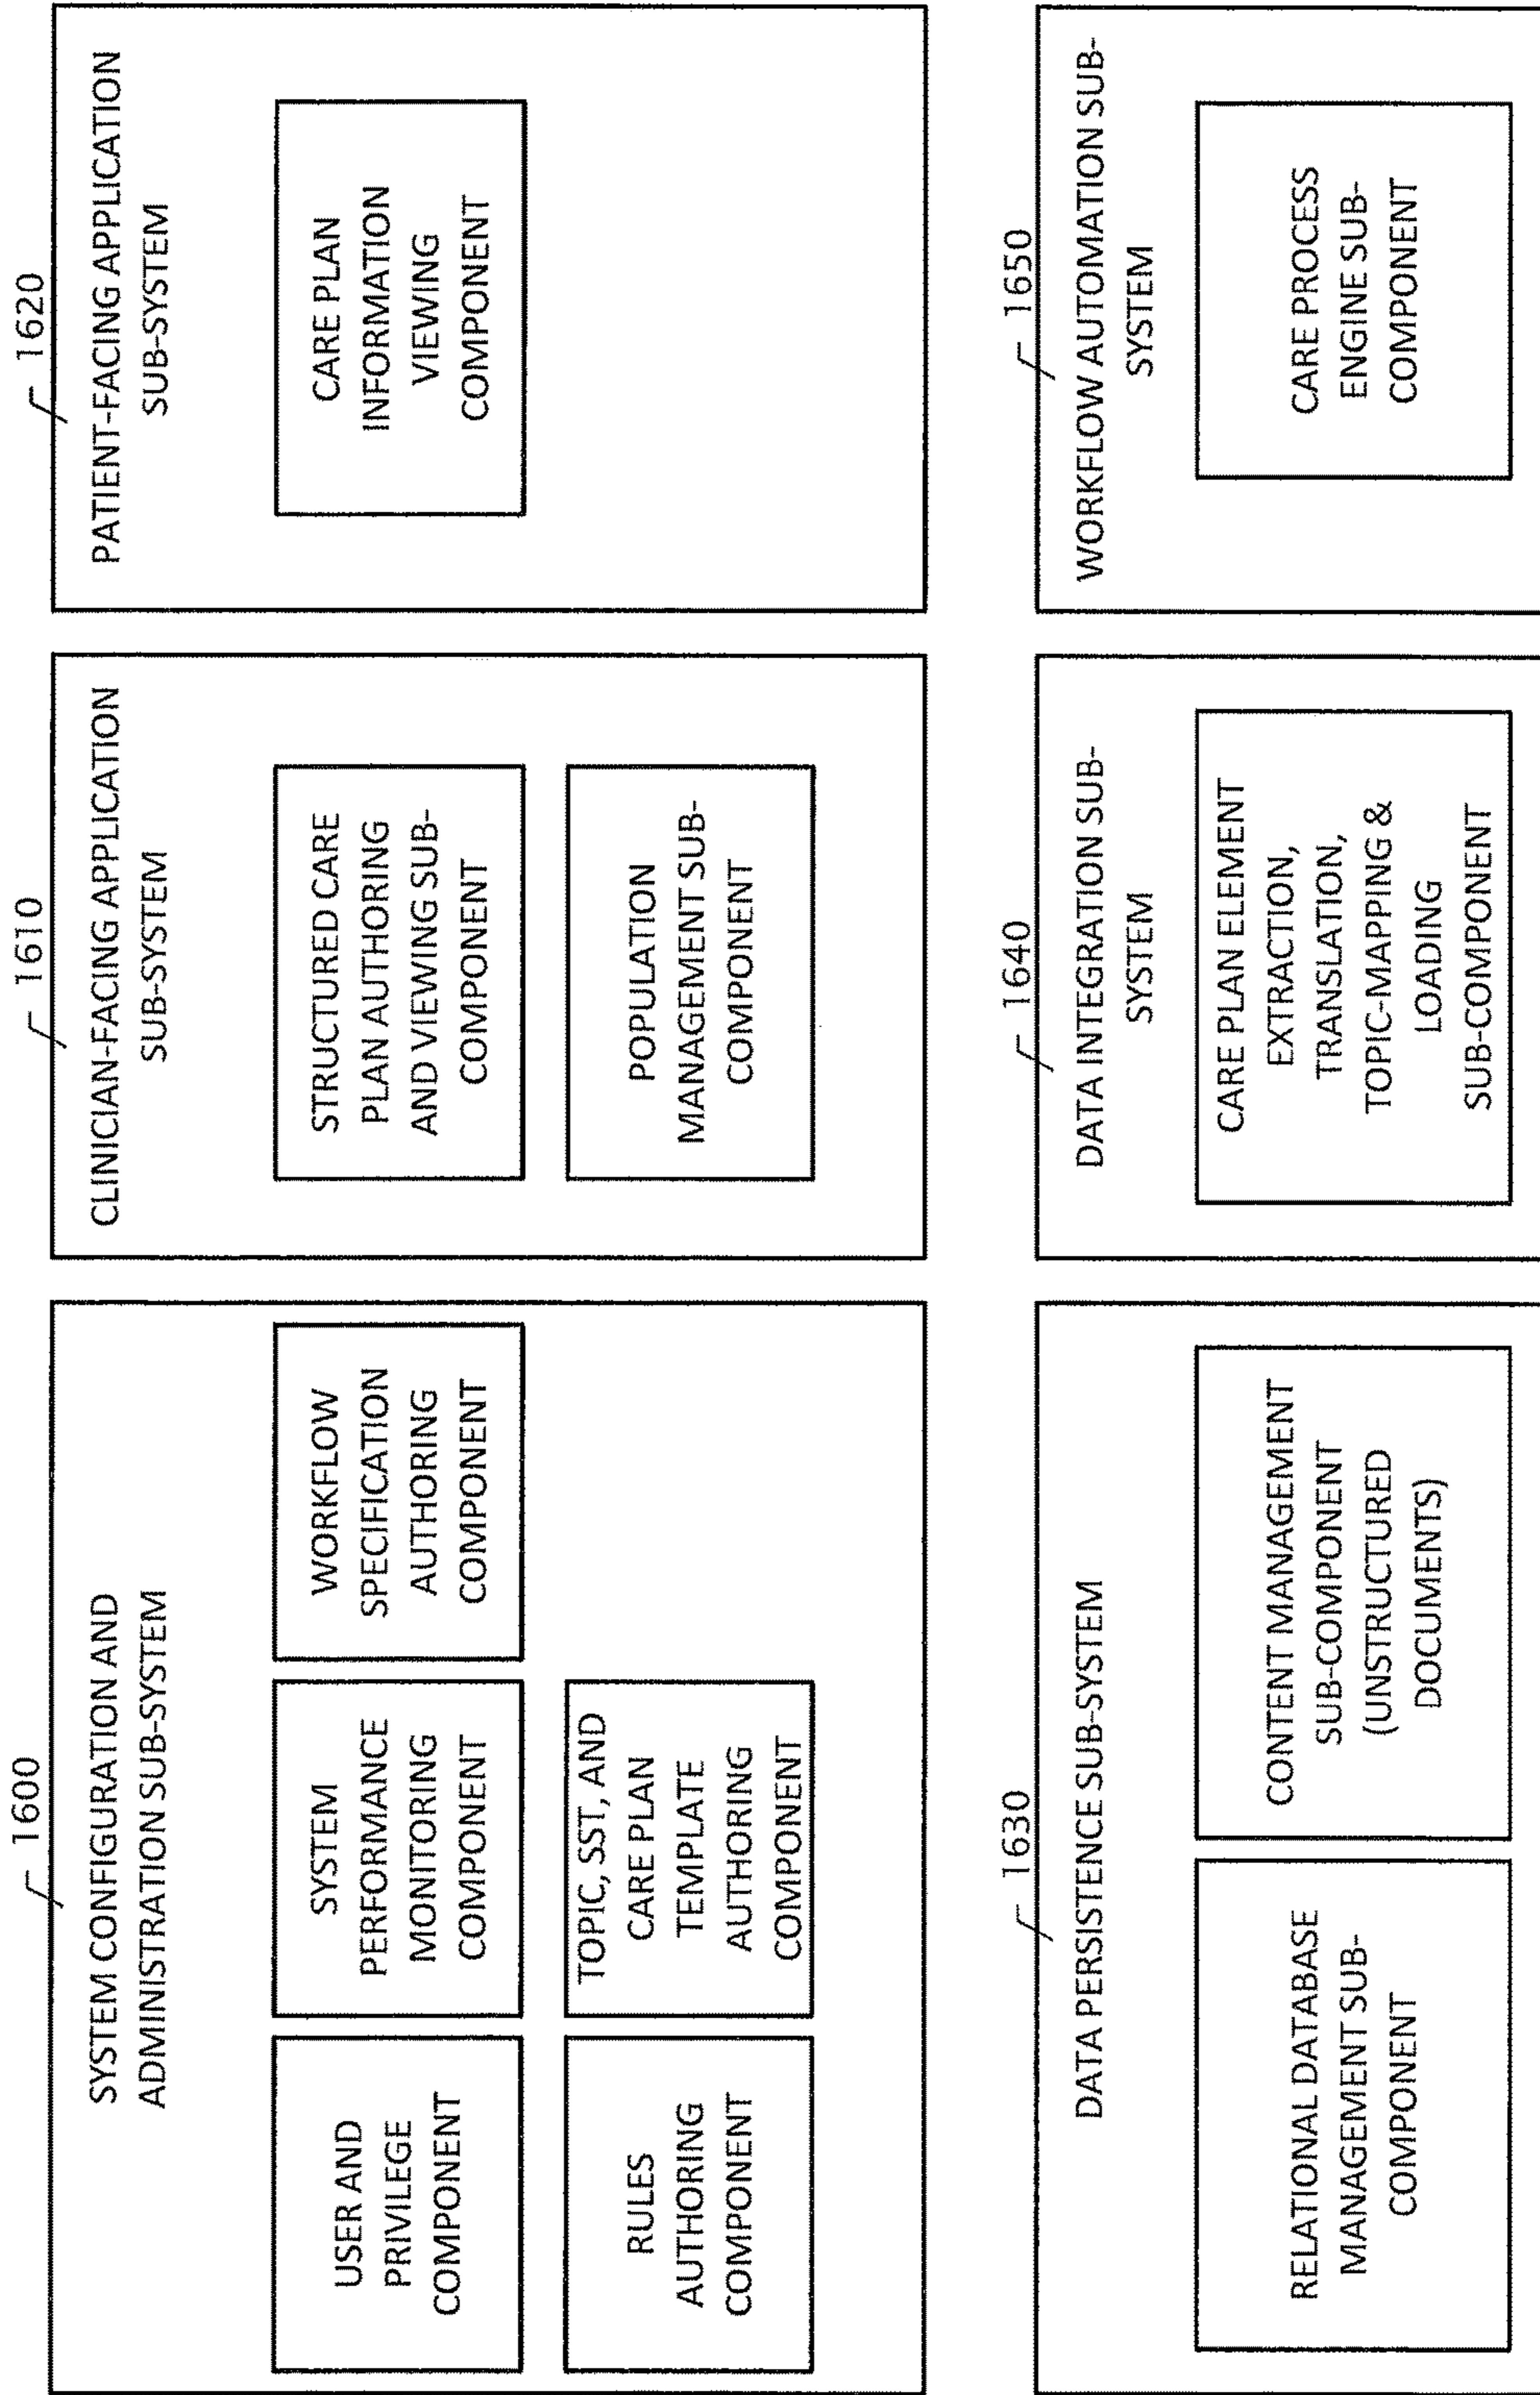 1600
SYSTEM CONFIGURATION AND
ADMINISTRATION SUB-SYSTEM
USER AND
PRIVILEGE
COMPONENT
SYSTEM
PERFORMANCE
MONITORING
COMPONENT
WORKFLOW
SPECIFICATION
AUTHORING
COMPONENT
RULES
AUTHORING
COMPONENT
TOPIC, SST, AND
CARE PLAN
TEMPLATE
AUTHORING
COMPONENT
1610
CLINICIAN-FACING APPLICATION
SUB-SYSTEM
STRUCTURED CARE
PLAN AUTHORING
AND VIEWING SUB-
COMPONENT
POPULATION
MANAGEMENT SUB-
COMPONENT
1620
PATIENT-FACING APPLICATION
SUB-SYSTEM
CARE PLAN
INFORMATION
VIEWING
COMPONENT
1630
DATA PERSISTENCE SUB-SYSTEM
RELATIONAL DATABASE
MANAGEMENT SUB-
COMPONENT
CONTENT MANAGEMENT
SUB-COMPONENT
(UNSTRUCTURED
DOCUMENTS)
1640
DATA INTEGRATION SUB-
SYSTEM
CARE PLAN ELEMENT
EXTRACTION,
TRANSLATION,
TOPIC-MAPPING &
LOADING
SUB-COMPONENT
1650
WORKFLOW AUTOMATION SUB-
SYSTEM
CARE PROCESS
ENGINE SUB-
COMPONENT